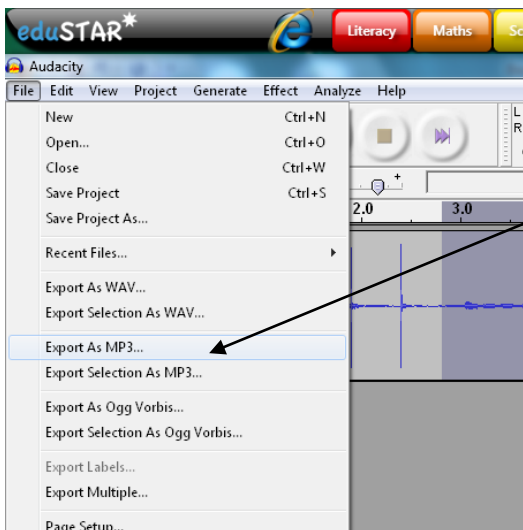 eduSTAR*
Literacy Maths
Audacity
File Edit View Project Generate Effect Analyze Help
New Ctrl+N
Open... Ctrl+O
Close Ctrl+W
Save Project Ctrl+S
Save Project As...
Recent Files...
Export As WAV...
Export Selection As WAV...
Export As MP3...
Export Selection As MP3...
Export As Ogg Vorbis...
Export Selection As Ogg Vorbis...
Export Labels...
Export Multiple...
Page Setup...
L
R
2.0 3.0